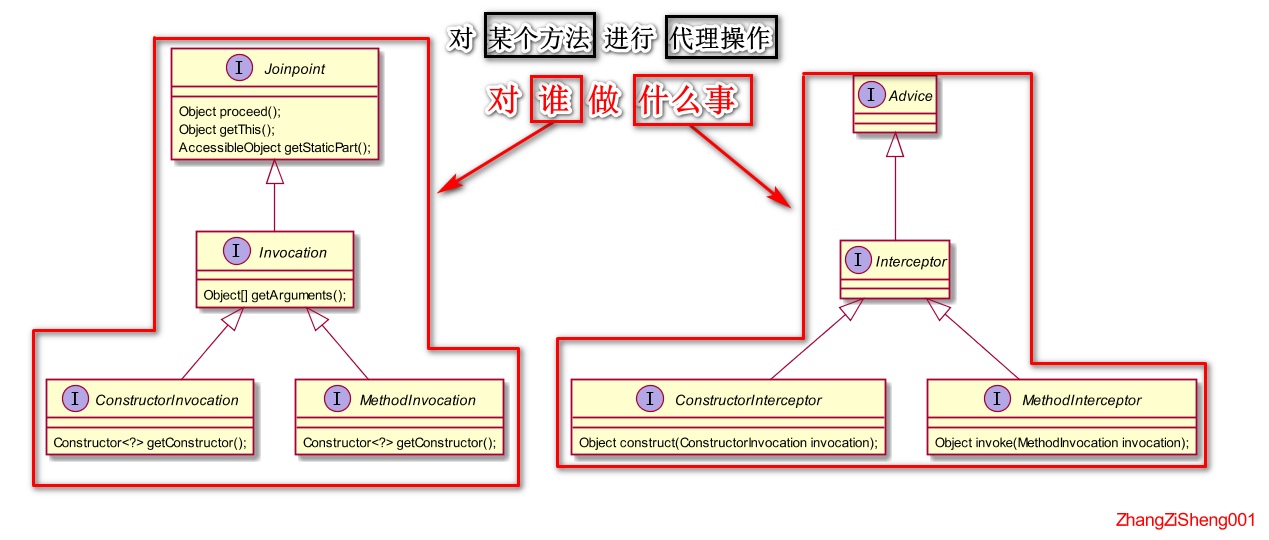 对 某个方法 进行 代理操作
对 谁 做 什么事
I Joinpoint
Object proceed();
Object getThis();
AccessibleObject getStaticPart();
I Invocation
Object[] getArguments();
I ConstructorInvocation
Constructor<?> getConstructor();
I MethodInvocation
Constructor<?> getConstructor();
I Advice
I Interceptor
I ConstructorInterceptor
Object construct(ConstructorInvocation invocation);
I MethodInterceptor
Object invoke(MethodInvocation invocation);
ZhangZiSheng001